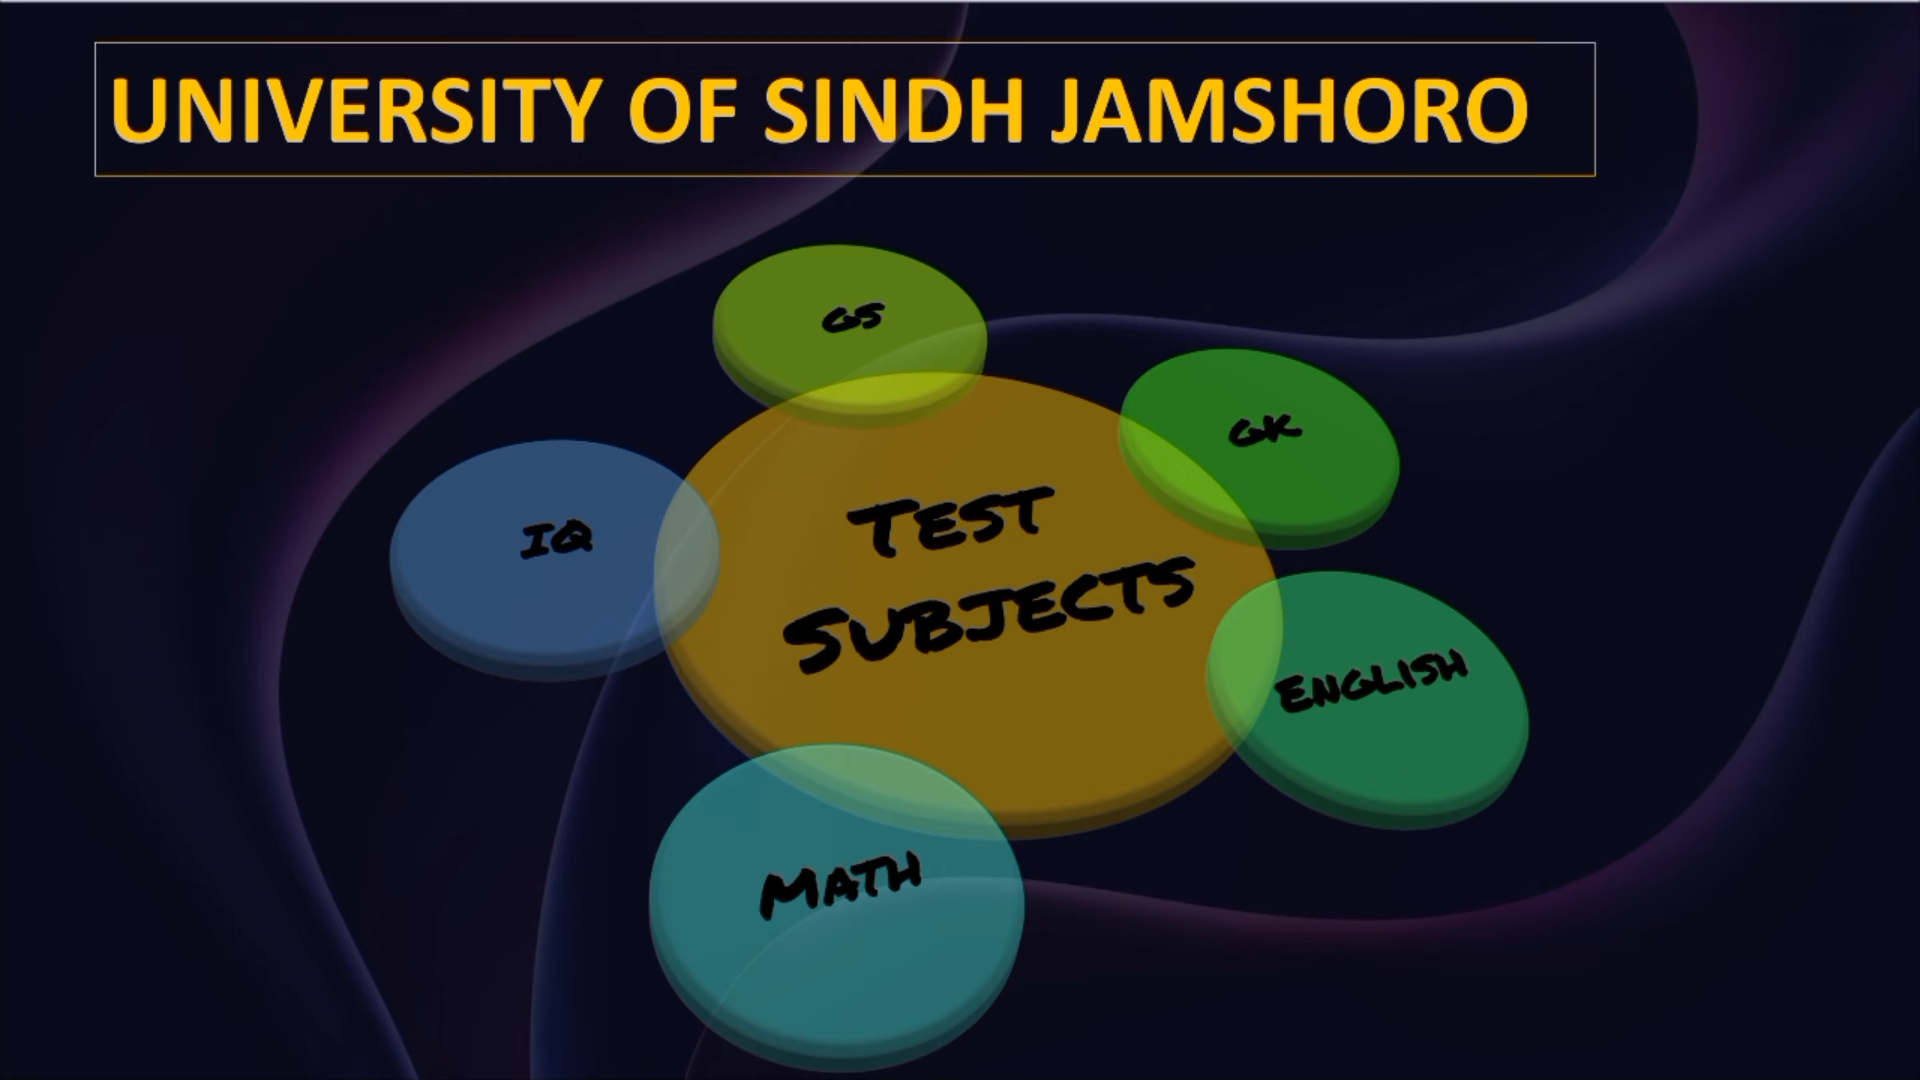 UNIVERSITY OF SINDH JAMSHORO
GS
GK
IQ
TEST
SUBJECTS
ENGLISH
MATH